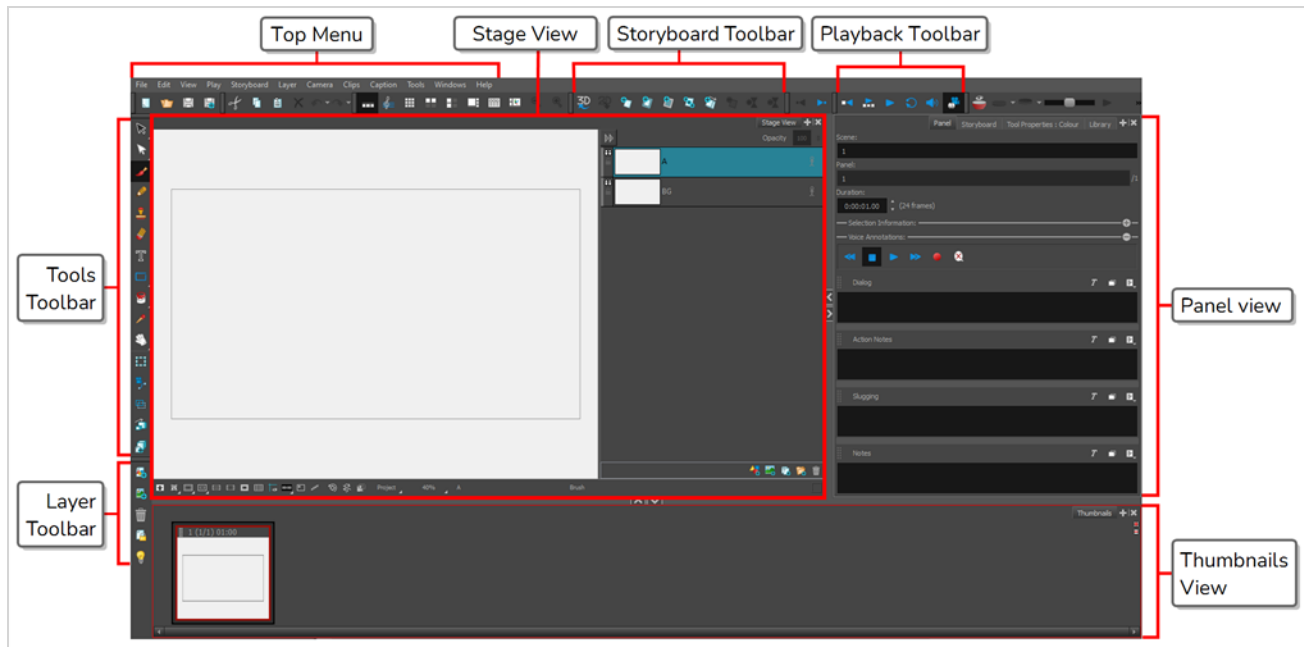 Top Menu
Stage View
Storyboard Toolbar
Playback Toolbar
File Edit View Play Storyboard Layer Camera Clips Caption Tools Windows Help
3D
Stage View
Panel Storyboard Tool Properties : Colour Library
Opacity
Scene:
A
1
Panel:
BG
1
/1
Duration:
0:00:01.00 (24 frames)
Selection Information:
Voice Annotations:
Tools
Toolbar
Dialog
Panel view
Action Notes
Slugging
Notes
Project 40% A Brush
Layer
Toolbar
Thumbnails
1 (1/1) 01:00
Thumbnails
View